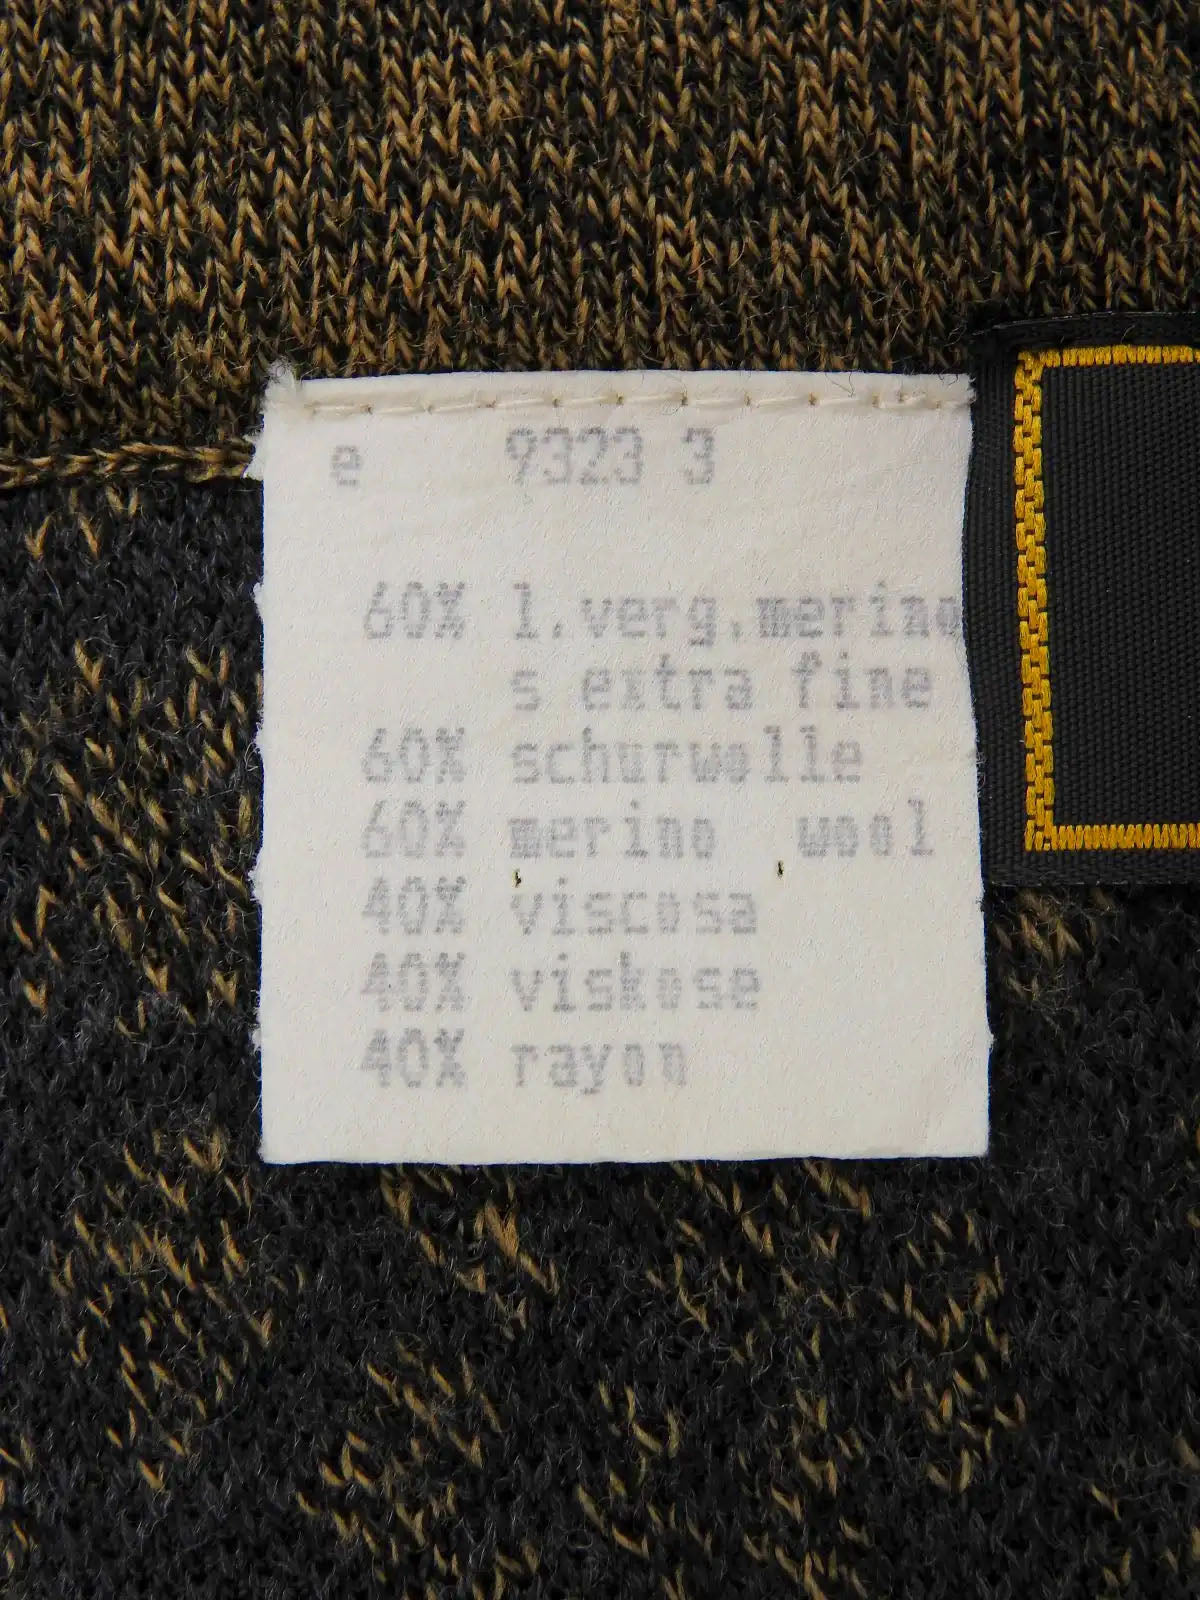 e 9323 3
60% l.verg.merino
s extra fine
60% schurwolle
60% merino wool
40% viscosa
40% viskose
40% rayon